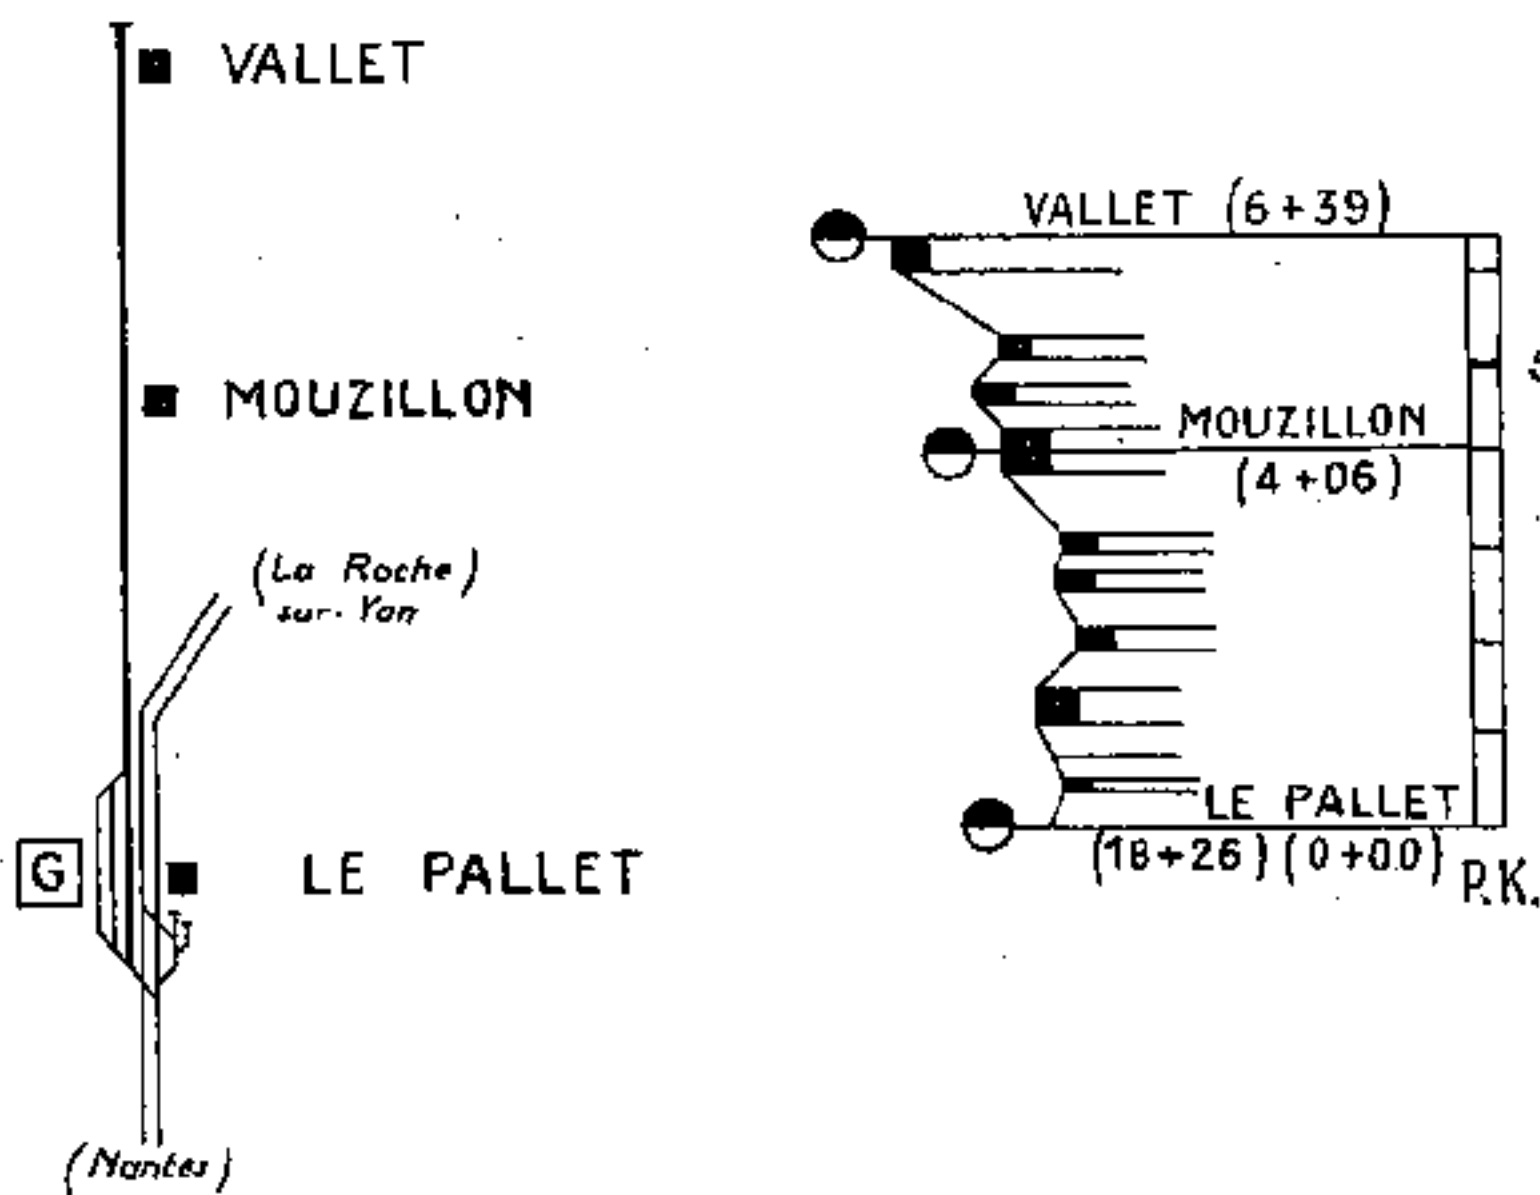 VALLET
MOUZILLON
(La Roche)
sur-Yon
G
LE PALLET
(Nantes)
VALLET (6+39)
MOUZILLON
(4+06)
LE PALLET
(18+26) (0+00)
P.K.